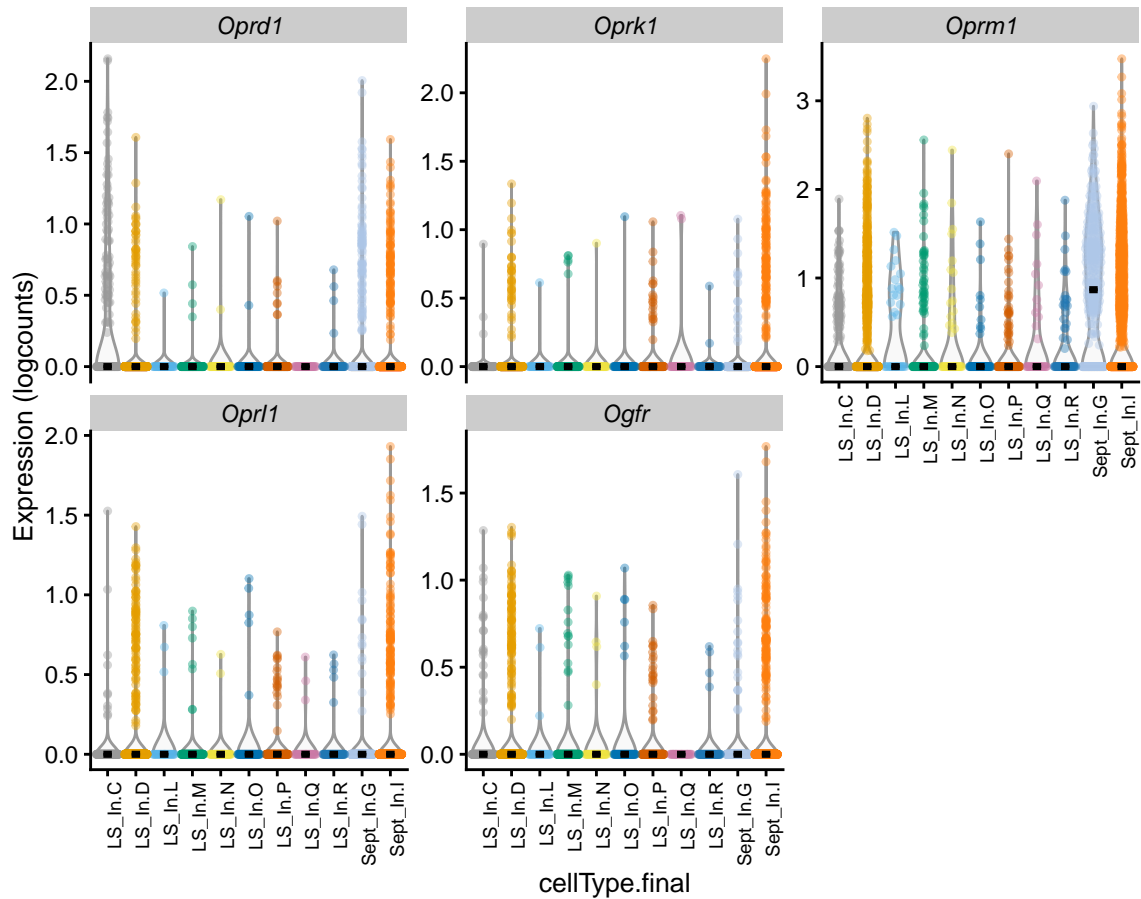 Oprd1
Oprk1
Oprm1
2.0
1.5
1.0
0.5
0.0
2.0
1.5
1.0
0.5
0.0
3
2
1
0
LS_In.C
LS_In.D
LS_In.L
LS_In.M
LS_In.N
LS_In.O
LS_In.P
LS_In.Q
LS_In.R
Sept_In.G
Sept_In.I
Expression (logcounts)
Oprl1
Ogfr
2.0
1.5
1.0
0.5
0.0
1.5
1.0
0.5
0.0
LS_In.C
LS_In.D
LS_In.L
LS_In.M
LS_In.N
LS_In.O
LS_In.P
LS_In.Q
LS_In.R
Sept_In.G
Sept_In.I
LS_In.C
LS_In.D
LS_In.L
LS_In.M
LS_In.N
LS_In.O
LS_In.P
LS_In.Q
LS_In.R
Sept_In.G
Sept_In.I
cellType.final